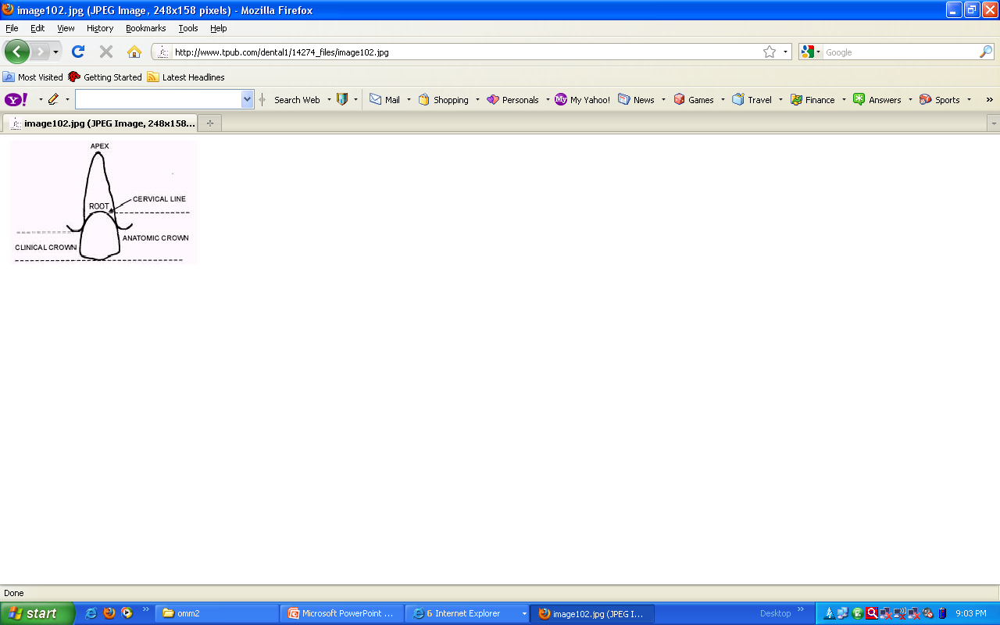 image102.jpg (JPEG Image, 248x158 pixels) - Mozilla Firefox
File Edit View History Bookmarks Tools Help
http://www.tpub.com/dental1/14274_files/image102.jpg Google
Most Visited Getting Started Latest Headlines
Y! Search Web Mail Shopping Personals My My Yahoo! News Games Travel Finance Answers Sports »
image102.jpg (JPEG Image, 248x158...
APEX
CERVICAL LINE
ROOT
ANATOMIC CROWN
CLINICAL CROWN
Done
start » omm2 Microsoft PowerPoint ... 6 Internet Explorer image102.jpg (JPEG I... Desktop » 9:03 PM